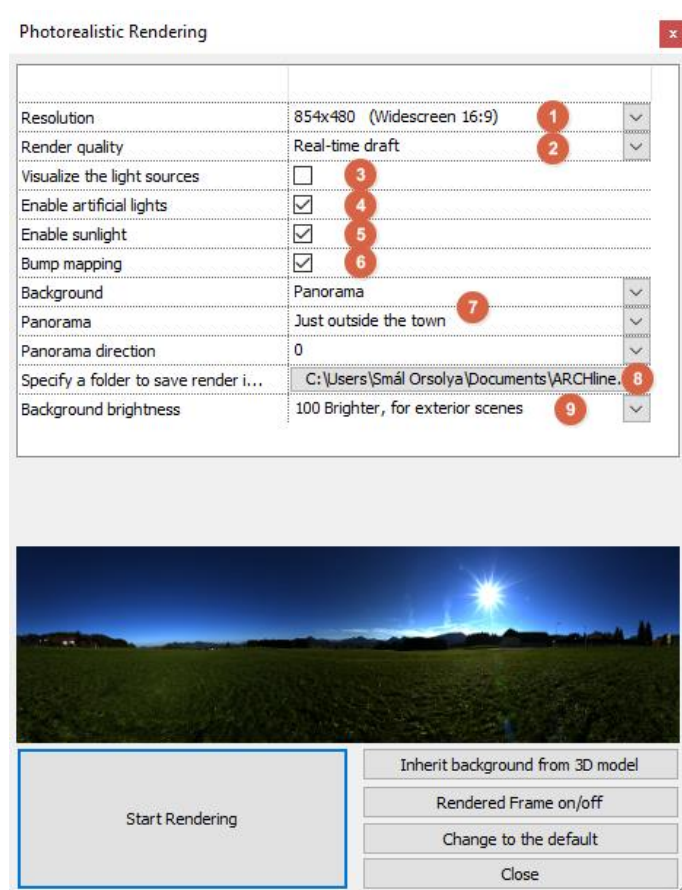 Photorealistic Rendering
x
Resolution 854x480 (Widescreen 16:9) 1
Render quality Real-time draft 2
Visualize the light sources 3
Enable artificial lights 4
Enable sunlight 5
Bump mapping 6
Background Panorama
7
Panorama Just outside the town
Panorama direction 0
Specify a folder to save render i... C:\Users\Smál Orsolya\Documents\ARCHline. 8
Background brightness 100 Brighter, for exterior scenes 9
Inherit background from 3D model
Rendered Frame on/off
Start Rendering
Change to the default
Close